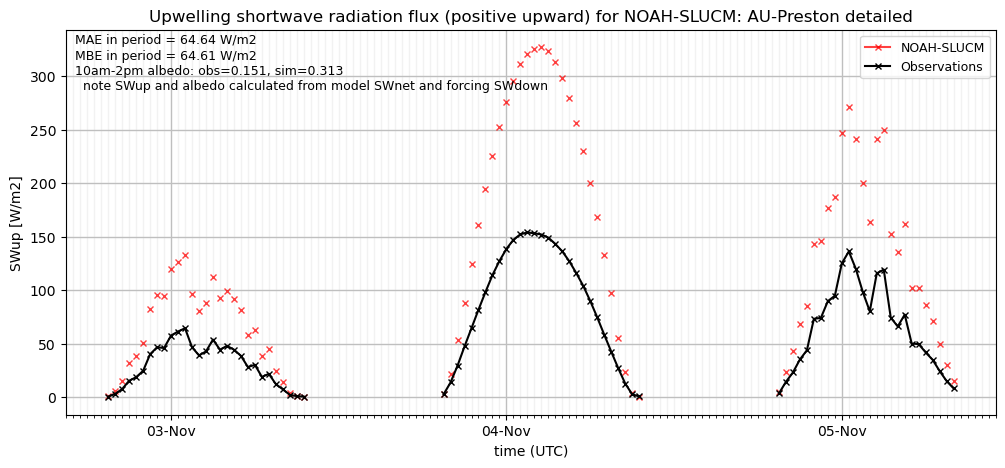 Upwelling shortwave radiation flux (positive upward) for NOAH-SLUCM: AU-Preston detailed
MAE in period = 64.64 W/m2
MBE in period = 64.61 W/m2
10am-2pm albedo: obs=0.151, sim=0.313
note SWup and albedo calculated from model SWnet and forcing SWdown
NOAH-SLUCM
Observations
SWup [W/m2]
300
250
200
150
100
50
0
03-Nov
04-Nov
05-Nov
time (UTC)